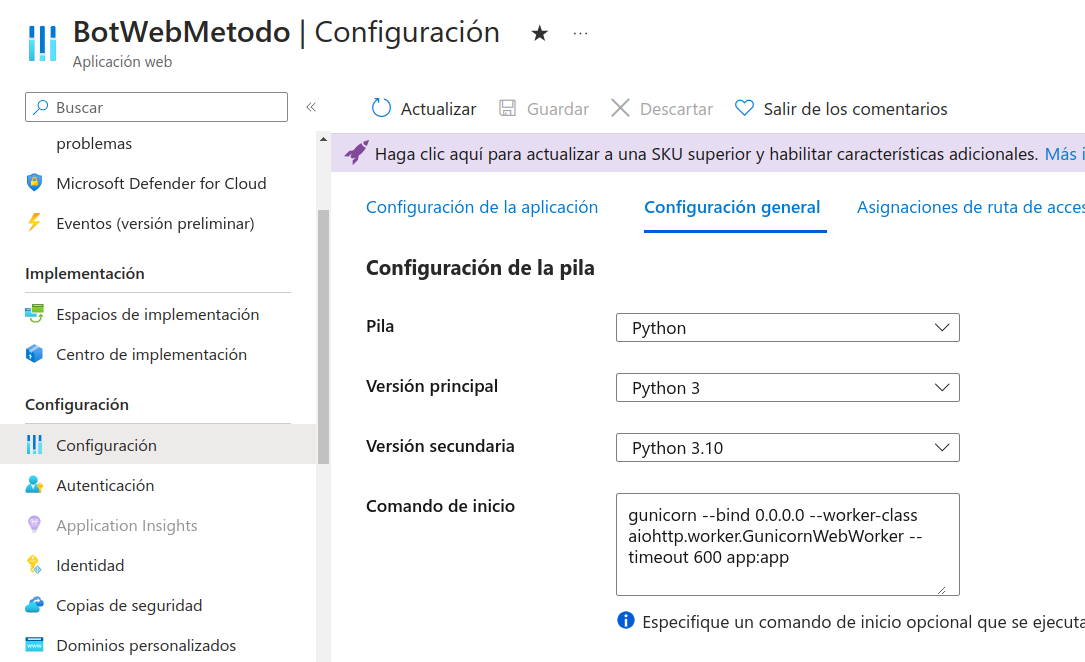 BotWebMetodo | Configuración ★ ...
Aplicación web
Buscar
«
problemas
Microsoft Defender for Cloud
Eventos (versión preliminar)
Implementación
Espacios de implementación
Centro de implementación
Configuración
Configuración
Autenticación
Application Insights
Identidad
Copias de seguridad
Dominios personalizados
Actualizar Guardar Descartar Salir de los comentarios
Haga clic aquí para actualizar a una SKU superior y habilitar características adicionales. Más i
Configuración de la aplicación Configuración general Asignaciones de ruta de acces
Configuración de la pila
Pila Python
Versión principal Python 3
Versión secundaria Python 3.10
Comando de inicio
gunicorn --bind 0.0.0.0 --worker-class
aiohttp.worker.GunicornWebWorker --
timeout 600 app:app
Especifique un comando de inicio opcional que se ejecuta